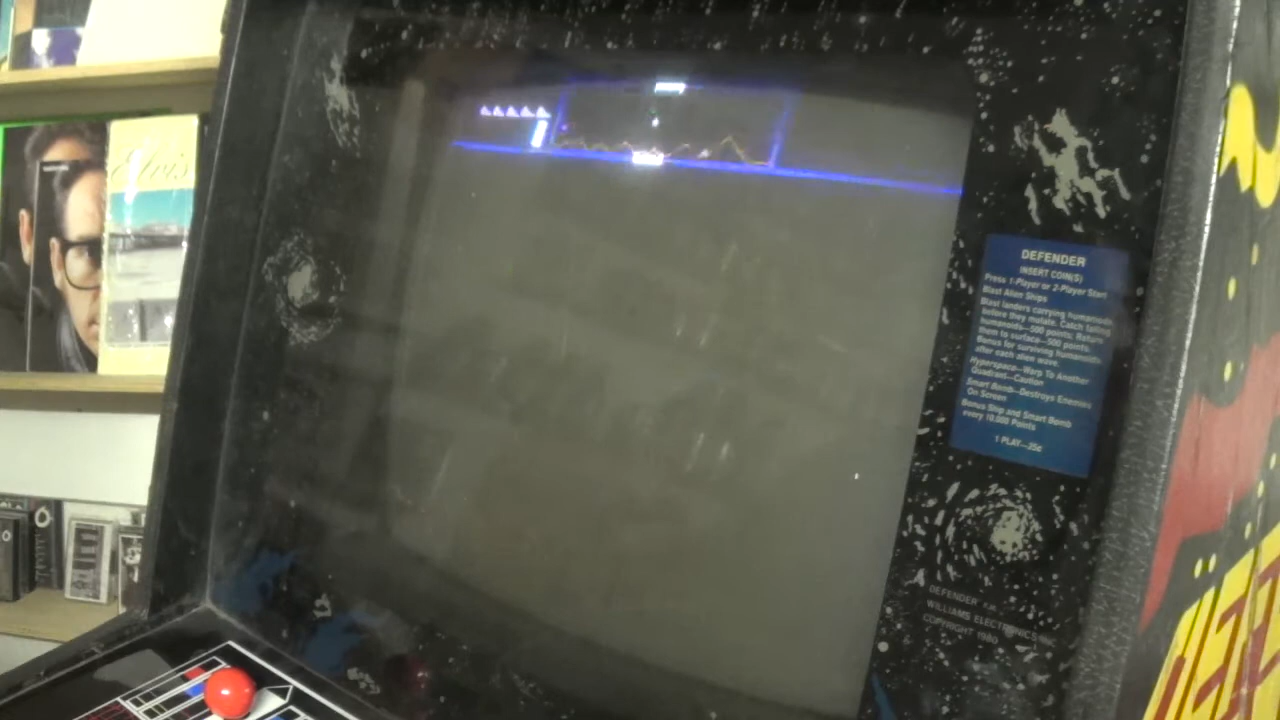 Elvis
DEFENDER
INSERT COIN(S)
Press 1-Player or 2-Player Start
Blast Alien Ships
Blast landers carrying humanoids
before they mutate. Catch falling
humanoids—500 points; Return
them to surface—500 points.
Bonus for surviving humanoids
after each alien wave.
Hyperspace—Warp To Another
Quadrant—Caution
Smart Bomb—Destroys Enemies
On Screen
Bonus Ship and Smart Bomb
every 10,000 Points
1 PLAY—25¢
DEFENDER
WILLIAMS ELECTRONICS
COPYRIGHT 1980